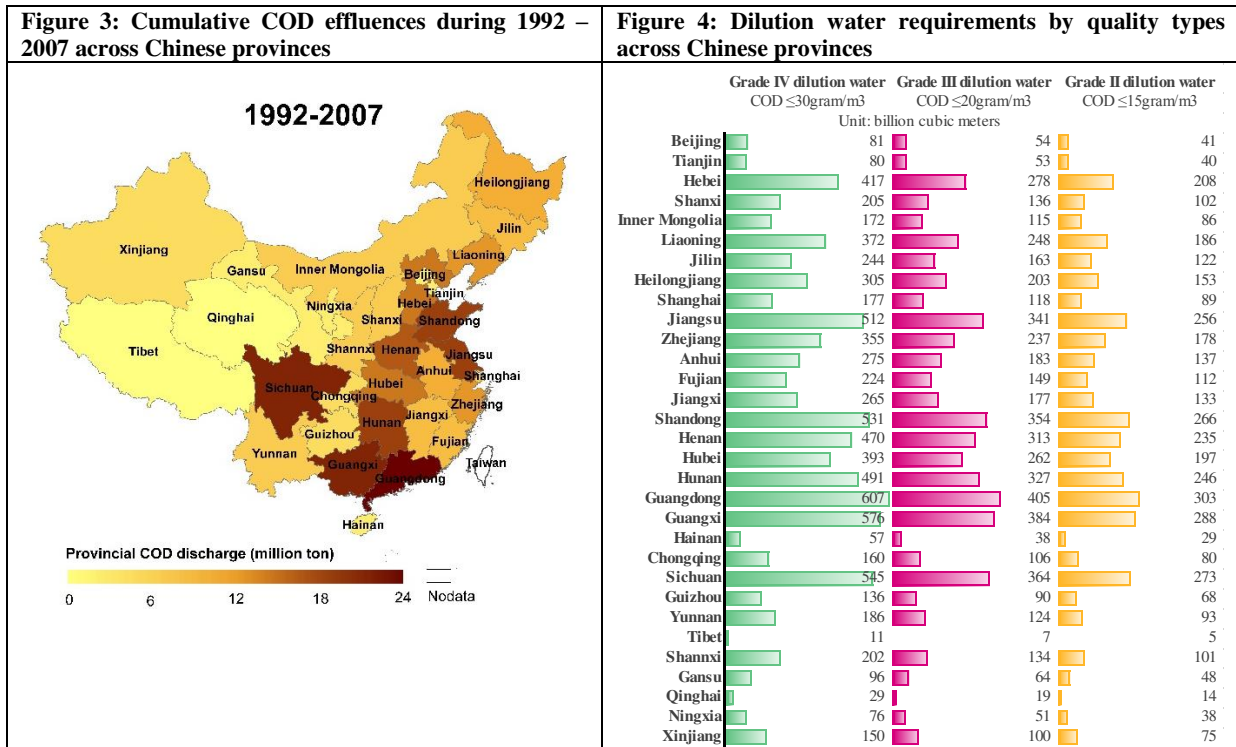 Figure 3: Cumulative COD effluences during 1992 –
2007 across Chinese provinces
1992-2007
Heilongjiang
Jilin
Xinjiang
Liaoning
Gansu
Inner Mongolia
Beijing
Tianjin
Ningxia
Hebei
Qinghai
Shanxi
Shandong
Tibet
Shannxi
Henan
Jiangsu
Anhui
Shanghai
Sichuan
Hubei
Chongqing
Zhejiang
Jiangxi
Hunan
Guizhou
Fujian
Yunnan
Guangxi
Taiwan
Guangdong
Hainan
Provincial COD discharge (million ton)
0 6 12 18 24 Nodata
Figure 4: Dilution water requirements by quality types
across Chinese provinces
Grade IV dilution water Grade III dilution water Grade II dilution water
COD ≤30gram/m3 COD ≤20gram/m3 COD ≤15gram/m3
Unit: billion cubic meters
Beijing 81 54 41
Tianjin 80 53 40
Hebei 417 278 208
Shanxi 205 136 102
Inner Mongolia 172 115 86
Liaoning 372 248 186
Jilin 244 163 122
Heilongjiang 305 203 153
Shanghai 177 118 89
Jiangsu 512 341 256
Zhejiang 355 237 178
Anhui 275 183 137
Fujian 224 149 112
Jiangxi 265 177 133
Shandong 531 354 266
Henan 470 313 235
Hubei 393 262 197
Hunan 491 327 246
Guangdong 607 405 303
Guangxi 576 384 288
Hainan 57 38 29
Chongqing 160 106 80
Sichuan 545 364 273
Guizhou 136 90 68
Yunnan 186 124 93
Tibet 11 7 5
Shannxi 202 134 101
Gansu 96 64 48
Qinghai 29 19 14
Ningxia 76 51 38
Xinjiang 150 100 75